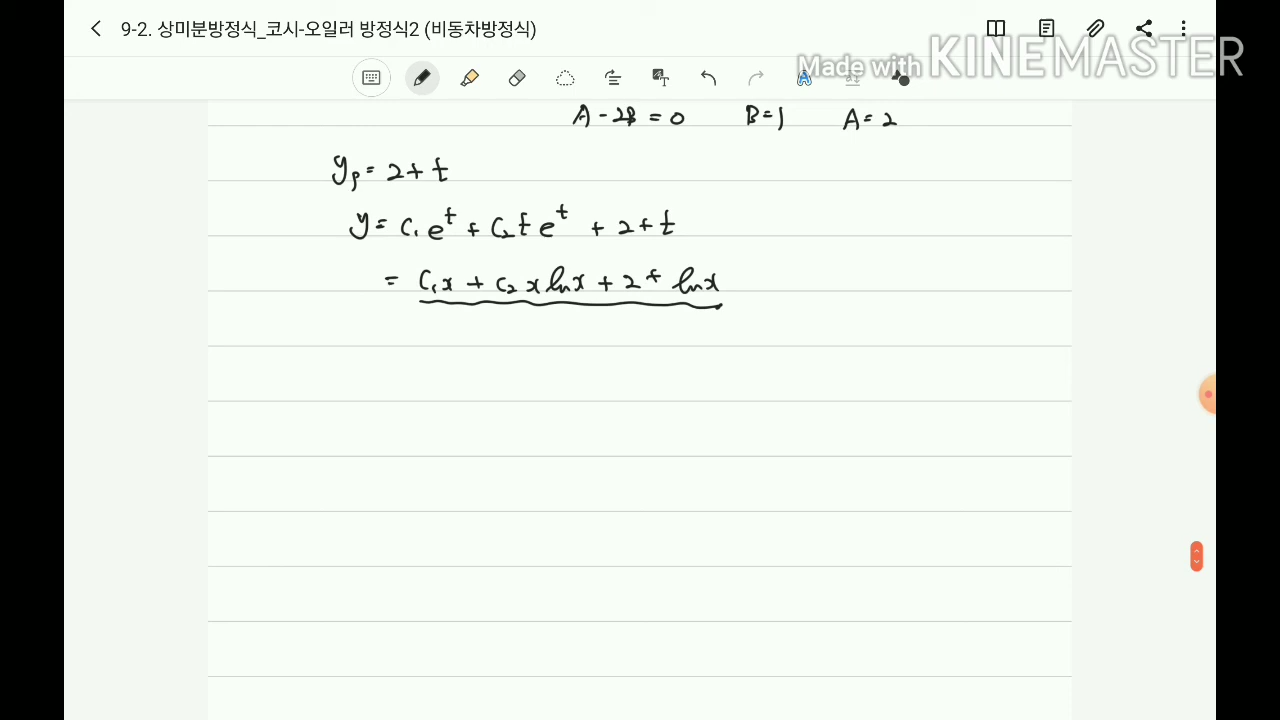 9-2. 상미분방정식_코시-오일러 방정식2 (비동차방정식)
Made with KINEMASTER
A - 2B = 0 B = 1 A = 2
yₚ = 2 + t
y = c₁e^t + c₂te^t + 2 + t
= c₁x + c₂x ln x + 2 + ln x